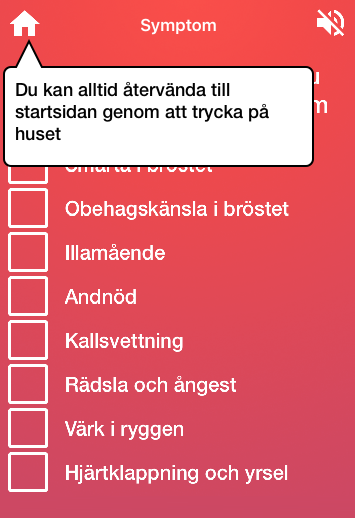 Symptom
Du kan alltid återvända till
startsidan genom att trycka på
huset
Smärta i bröstet
Obehagskänsla i bröstet
Illamående
Andnöd
Kallsvettning
Rädsla och ångest
Värk i ryggen
Hjärtklappning och yrsel